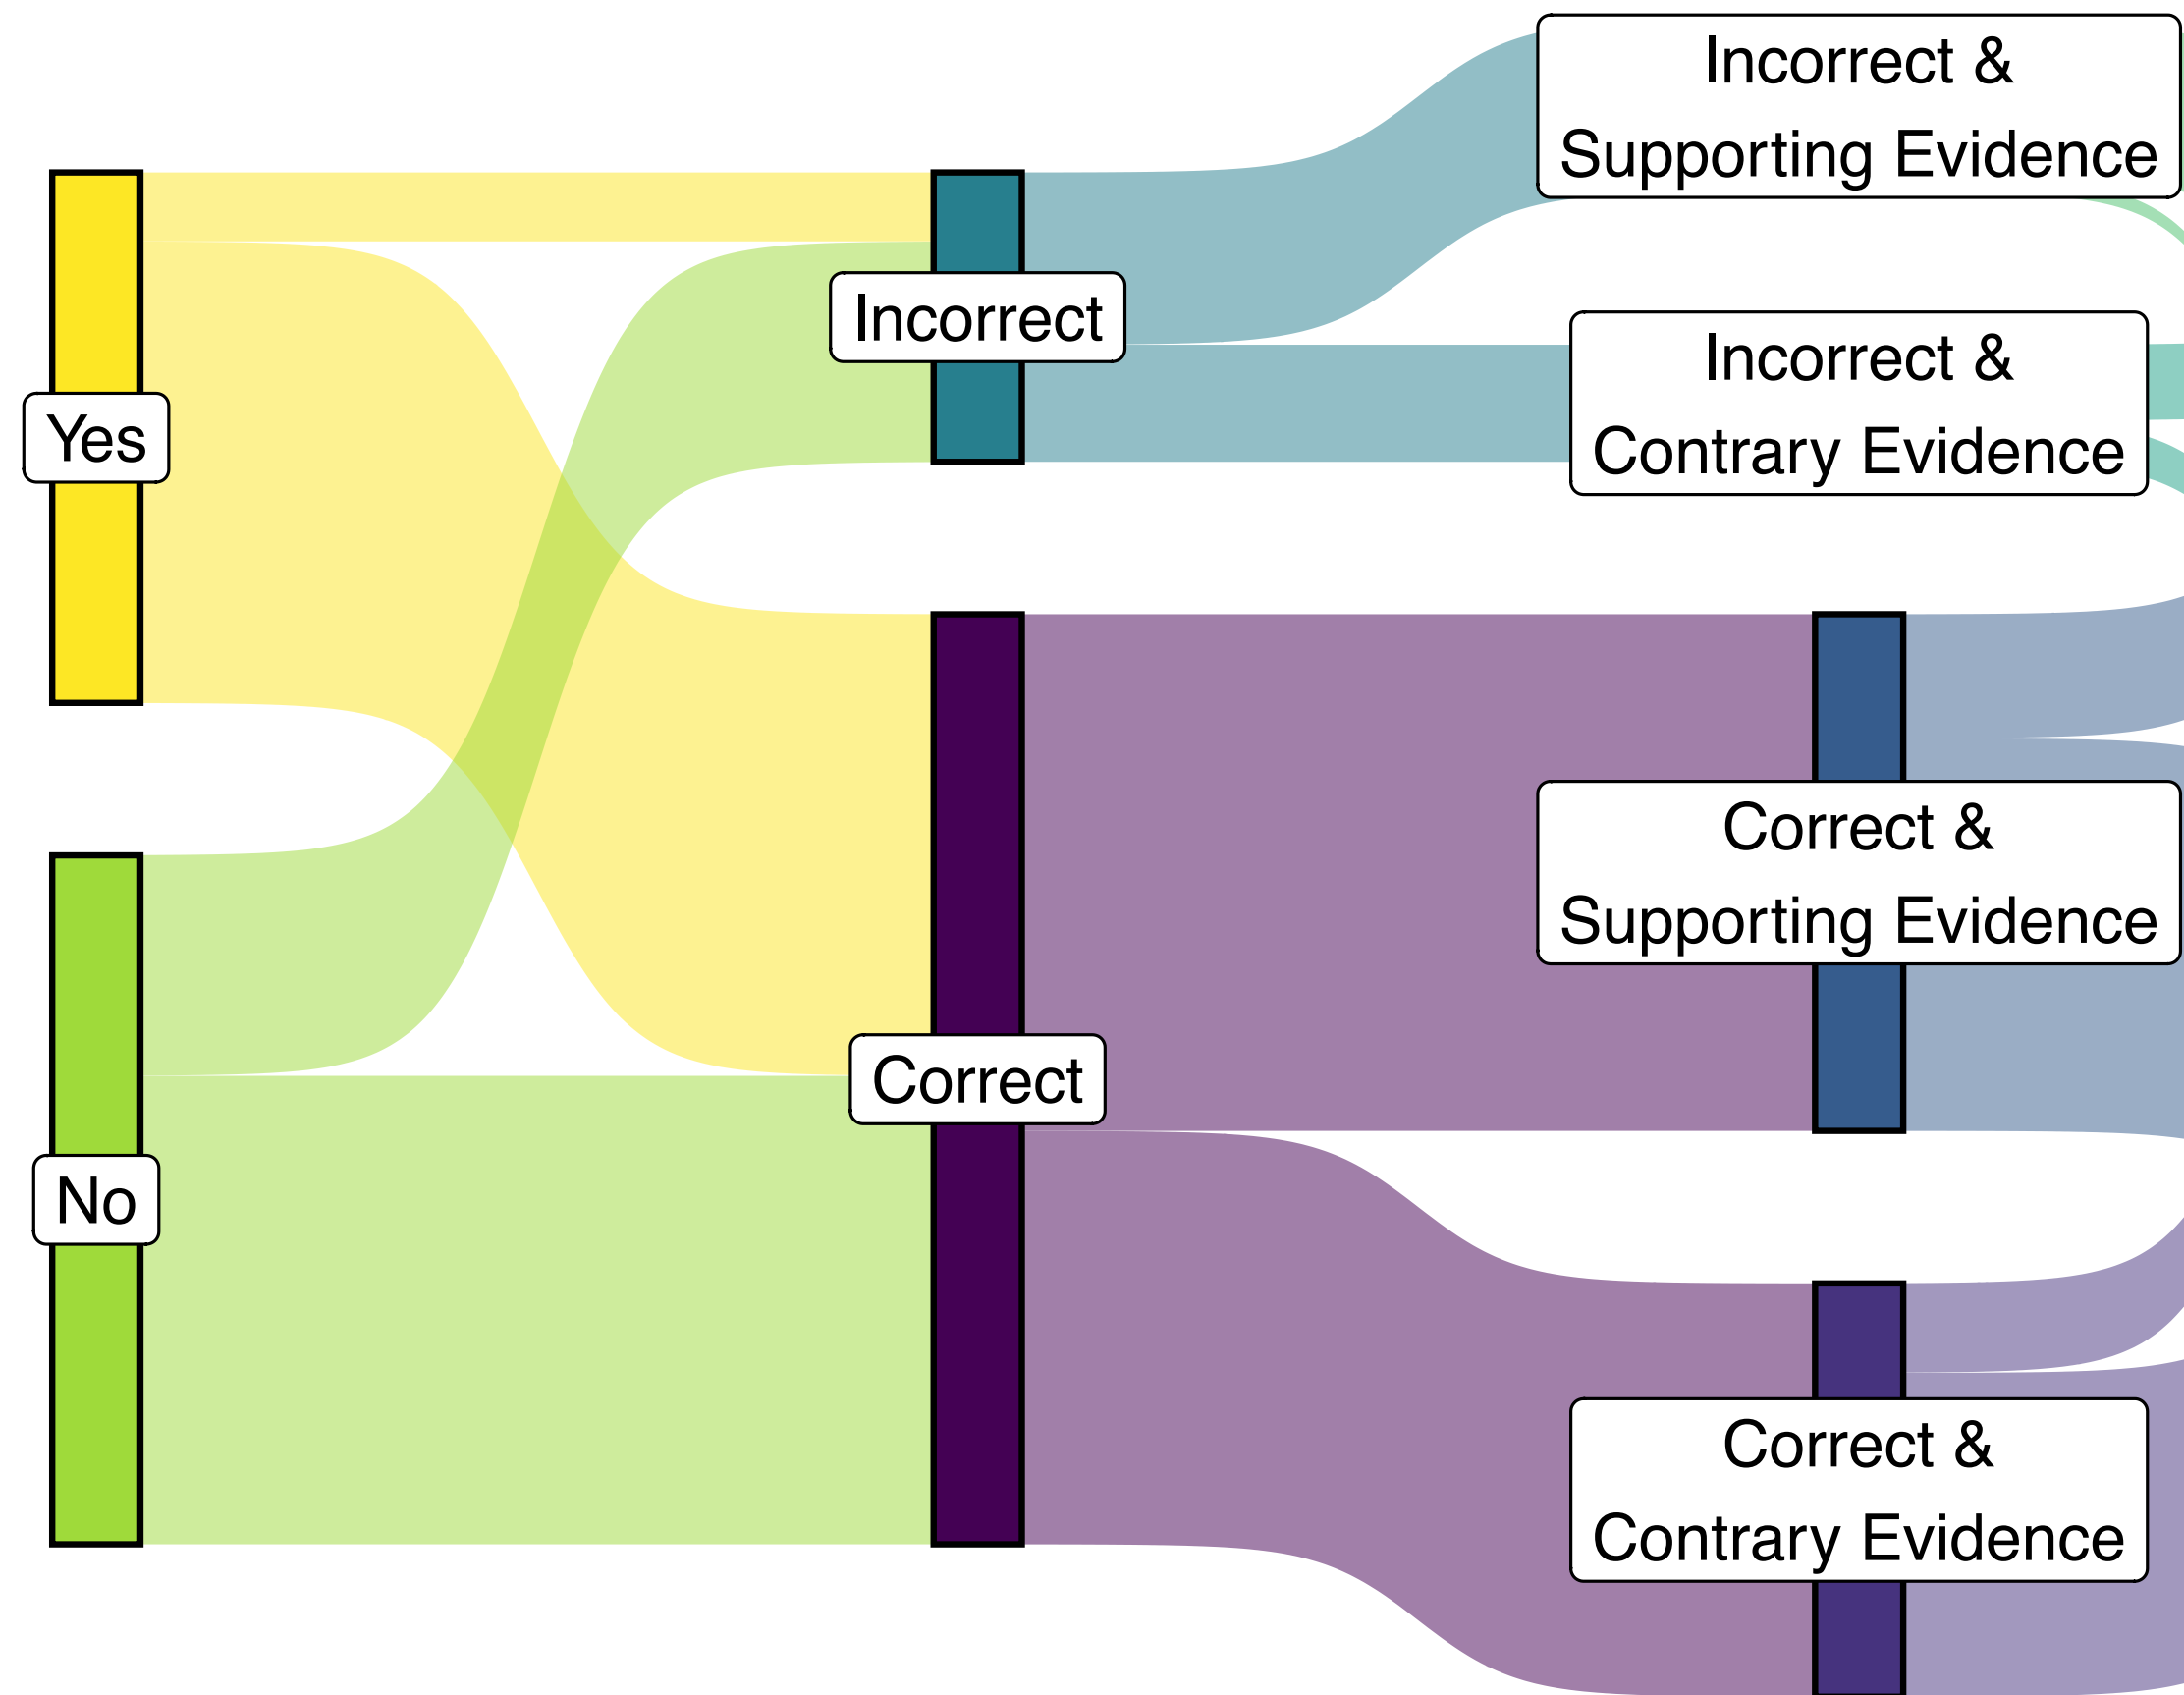 Yes
No
Incorrect
Correct
Incorrect &
Supporting Evidence
Incorrect &
Contrary Evidence
Correct &
Supporting Evidence
Correct &
Contrary Evidence